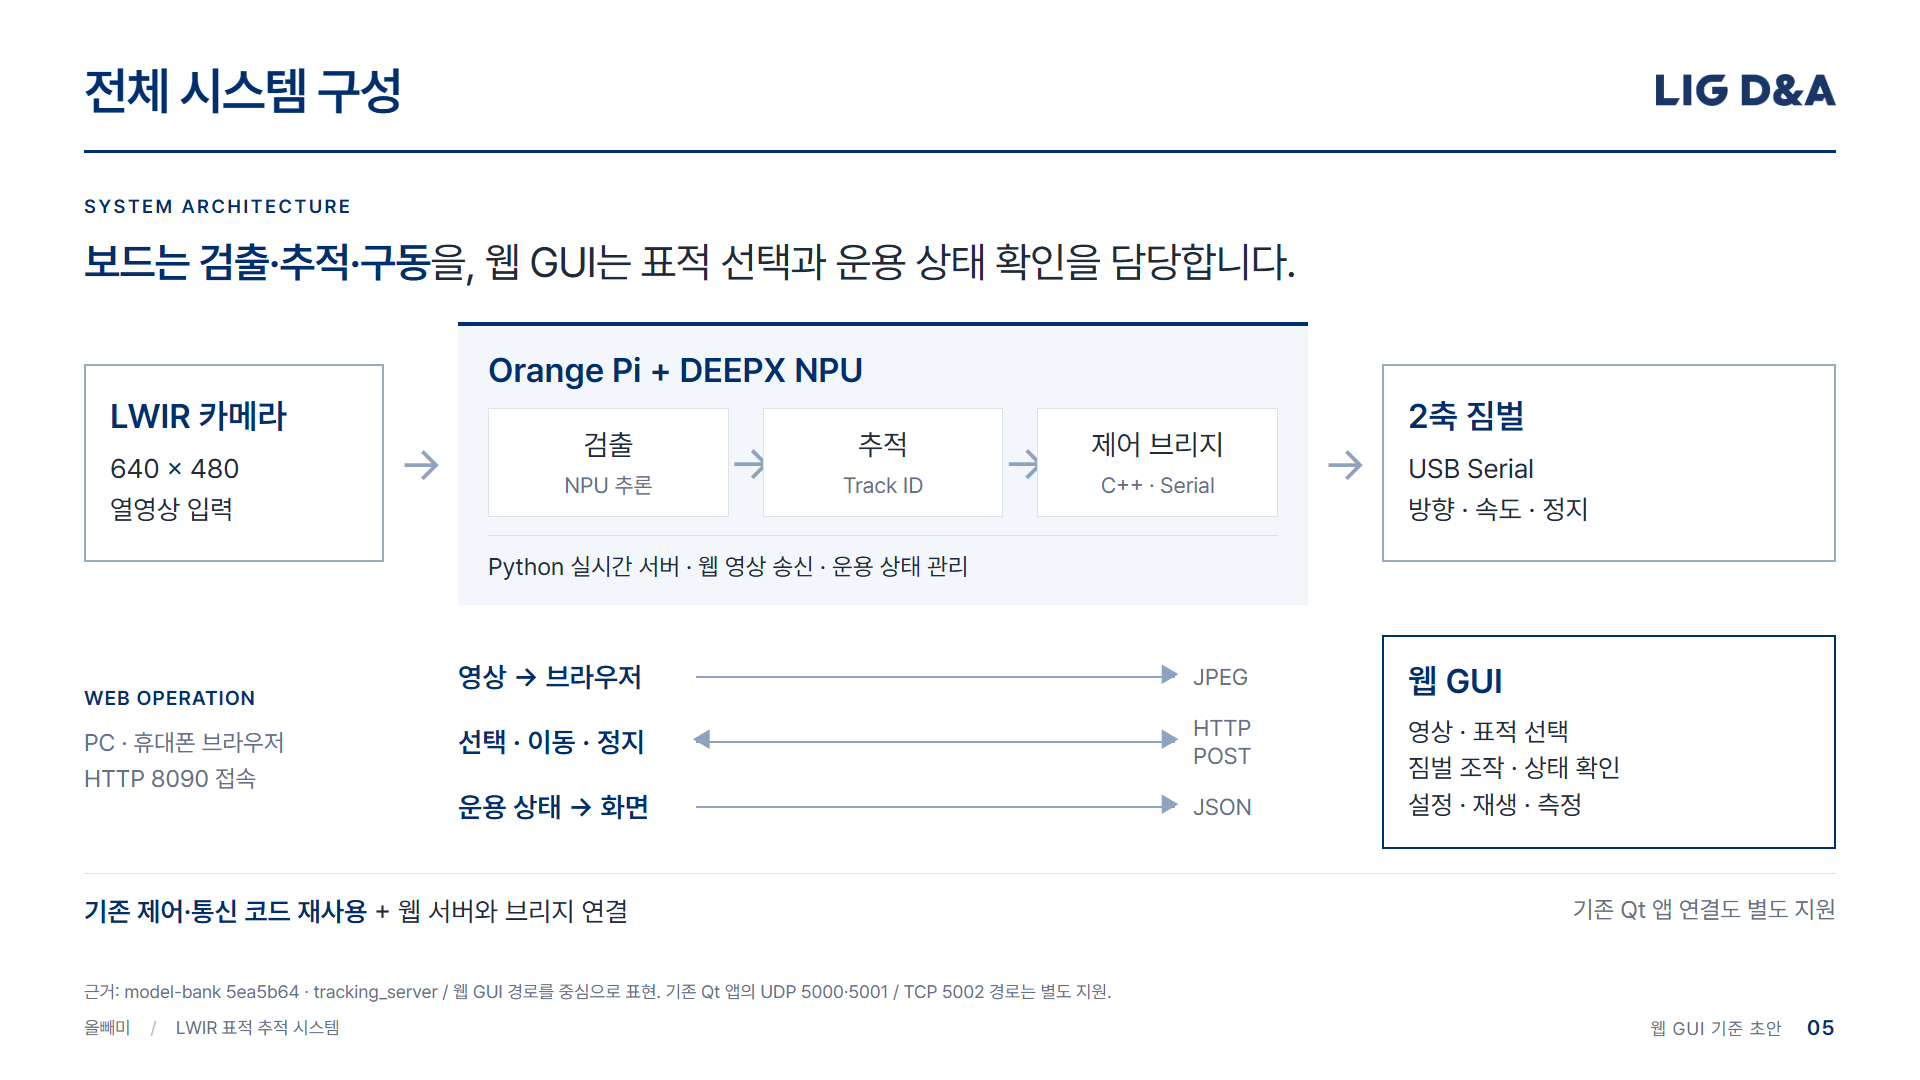 전체 시스템 구성
LIG D&A
SYSTEM ARCHITECTURE
보드는 검출·추적·구동을, 웹 GUI는 표적 선택과 운용 상태 확인을 담당합니다.
LWIR 카메라
640 × 480
열영상 입력
→
Orange Pi + DEEPX NPU
검출
NPU 추론
→
추적
Track ID
→
제어 브리지
C++ · Serial
Python 실시간 서버 · 웹 영상 송신 · 운용 상태 관리
→
2축 짐벌
USB Serial
방향 · 속도 · 정지
WEB OPERATION
PC · 휴대폰 브라우저
HTTP 8090 접속
영상 → 브라우저
JPEG
선택 · 이동 · 정지
HTTP
POST
운용 상태 → 화면
JSON
웹 GUI
영상 · 표적 선택
짐벌 조작 · 상태 확인
설정 · 재생 · 측정
기존 제어·통신 코드 재사용 + 웹 서버와 브리지 연결
기존 Qt 앱 연결도 별도 지원
근거: model-bank 5ea5b64 · tracking_server / 웹 GUI 경로를 중심으로 표현. 기존 Qt 앱의 UDP 5000·5001 / TCP 5002 경로는 별도 지원.
올빼미 / LWIR 표적 추적 시스템
웹 GUI 기준 초안 05